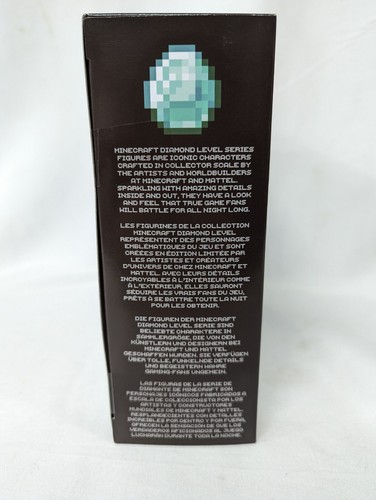 MINECRAFT DIAMOND LEVEL SERIES
FIGURES ARE ICONIC CHARACTERS
CRAFTED IN COLLECTOR SCALE BY
THE ARTISTS AND WORLDBUILDERS
AT MINECRAFT AND MATTEL.
SPARKLING WITH AMAZING DETAILS
INSIDE AND OUT, THEY HAVE A LOOK
AND FEEL THAT TRUE GAME FANS
WILL BATTLE FOR ALL NIGHT LONG.
LES FIGURINES DE LA COLLECTION
MINECRAFT DIAMOND LEVEL
REPRÉSENTENT DES PERSONNAGES
EMBLÉMATIQUES DU JEU ET SONT
CRÉÉES EN ÉDITION LIMITÉE PAR
LES ARTISTES ET CRÉATEURS
D'UNIVERS DE CHEZ MINECRAFT ET
MATTEL. AVEC LEURS DÉTAILS
INCROYABLES À L'INTÉRIEUR COMME
À L'EXTÉRIEUR, ELLES SAURONT
SÉDUIRE LES VRAIS FANS DU JEU,
PRÊTS À SE BATTRE TOUTE LA NUIT
POUR LES OBTENIR.
DIE FIGUREN DER MINECRAFT
DIAMOND LEVEL SERIE SIND
BELIEBTE CHARAKTERE IN
SAMMLERGRÖSSE, DIE VON DEN
KÜNSTLERN UND DESIGNERN BEI
MINECRAFT UND MATTEL
GESCHAFFEN WURDEN. SIE VERFÜGEN
ÜBER TOLLE, FUNKELNDE DETAILS
UND BEGEISTERN WAHRE
GAMING-FANS UNGEMEIN.
LAS FIGURAS DE LA SERIE DE
DIAMANTE DE MINECRAFT SON
PERSONAJES ICÓNICOS FABRICADOS A
ESCALA DE COLECCIONISTA POR LOS
ARTISTAS Y CONSTRUCTORES
MUNDIALES DE MINECRAFT Y MATTEL.
RESPLANDECIENTES CON DETALLES
INCREÍBLES POR DENTRO Y POR FUERA,
OFRECEN LA SENSACIÓN DE QUE LOS
VERDADEROS AFICIONADOS AL JUEGO
LUCHARÁN DURANTE TODA LA NOCHE.